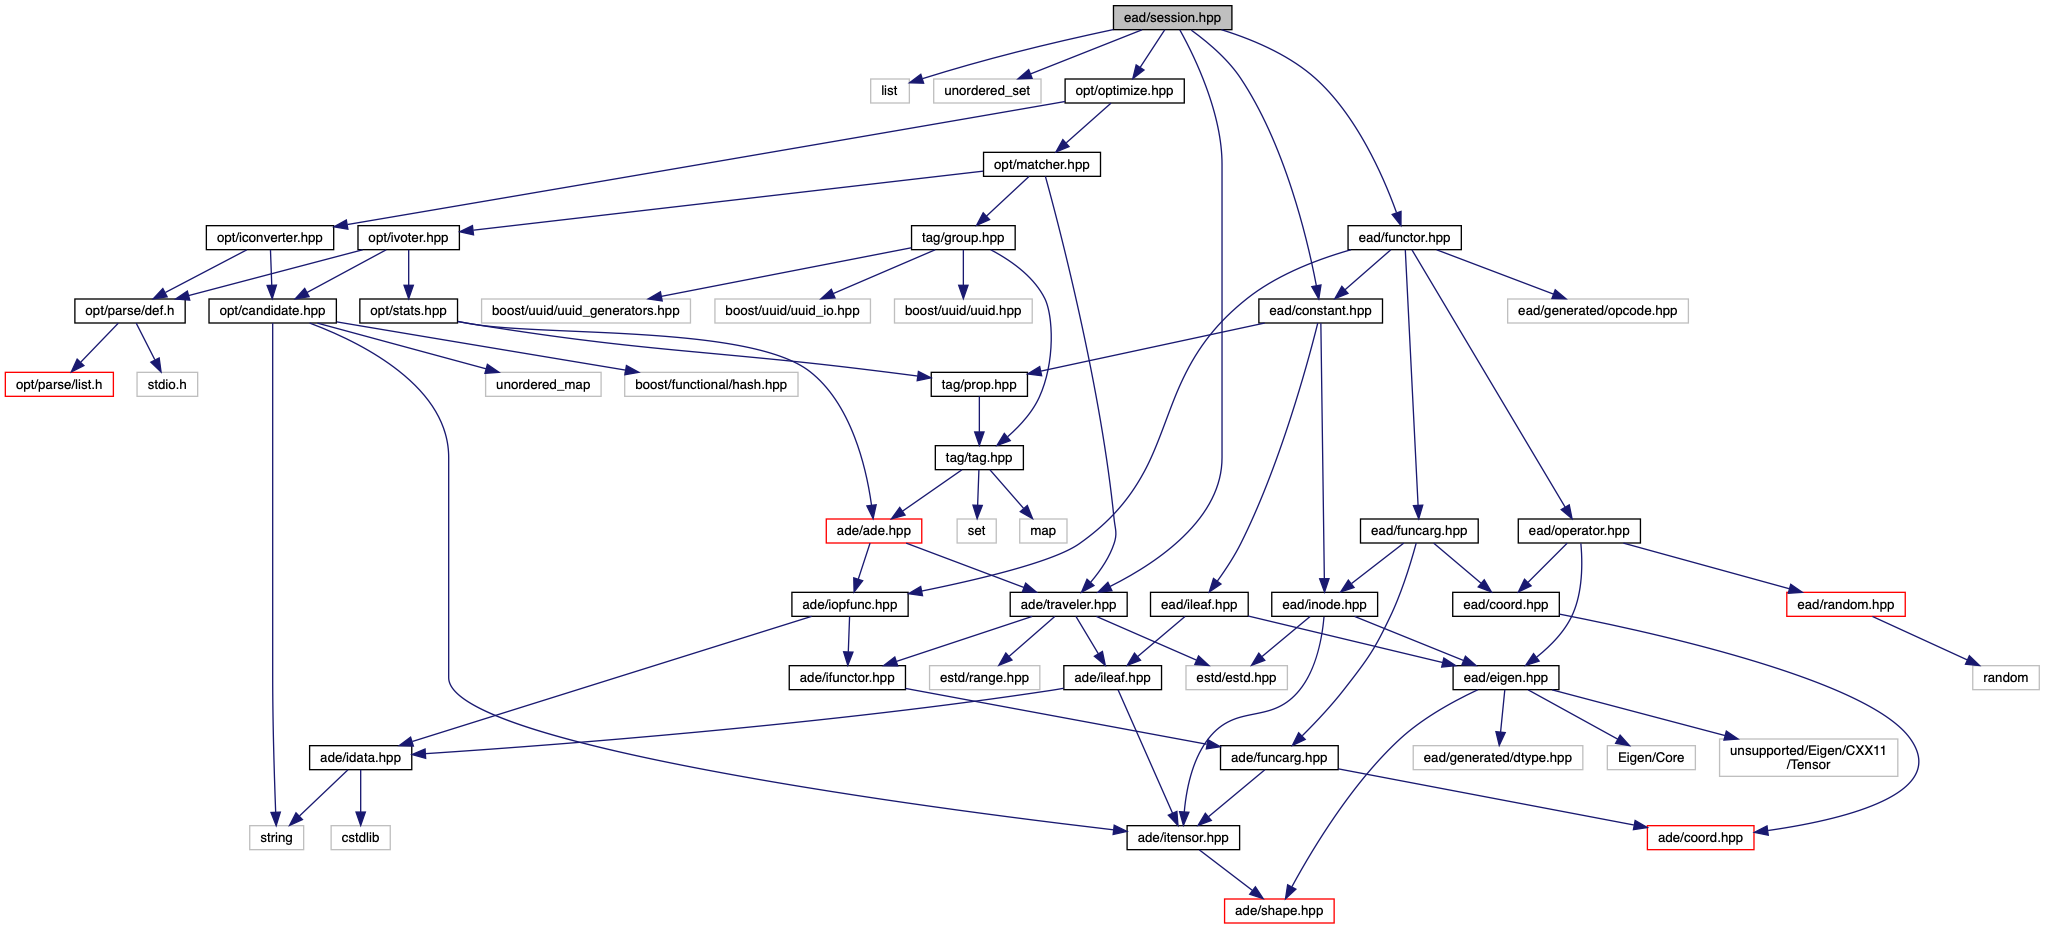 ead/session.hpp
list
unordered_set
opt/optimize.hpp
opt/matcher.hpp
opt/iconverter.hpp
opt/ivoter.hpp
tag/group.hpp
ead/functor.hpp
opt/parse/def.h
opt/candidate.hpp
opt/stats.hpp
boost/uuid/uuid_generators.hpp
boost/uuid/uuid_io.hpp
boost/uuid/uuid.hpp
ead/constant.hpp
ead/generated/opcode.hpp
opt/parse/list.h
stdio.h
unordered_map
boost/functional/hash.hpp
tag/prop.hpp
tag/tag.hpp
ade/ade.hpp
set
map
ead/funcarg.hpp
ead/operator.hpp
ade/iopfunc.hpp
ade/traveler.hpp
ead/ileaf.hpp
ead/inode.hpp
ead/coord.hpp
ead/random.hpp
ade/ifunctor.hpp
estd/range.hpp
ade/ileaf.hpp
estd/estd.hpp
ead/eigen.hpp
random
ade/idata.hpp
ade/funcarg.hpp
ead/generated/dtype.hpp
Eigen/Core
unsupported/Eigen/CXX11
/Tensor
string
cstdlib
ade/itensor.hpp
ade/coord.hpp
ade/shape.hpp